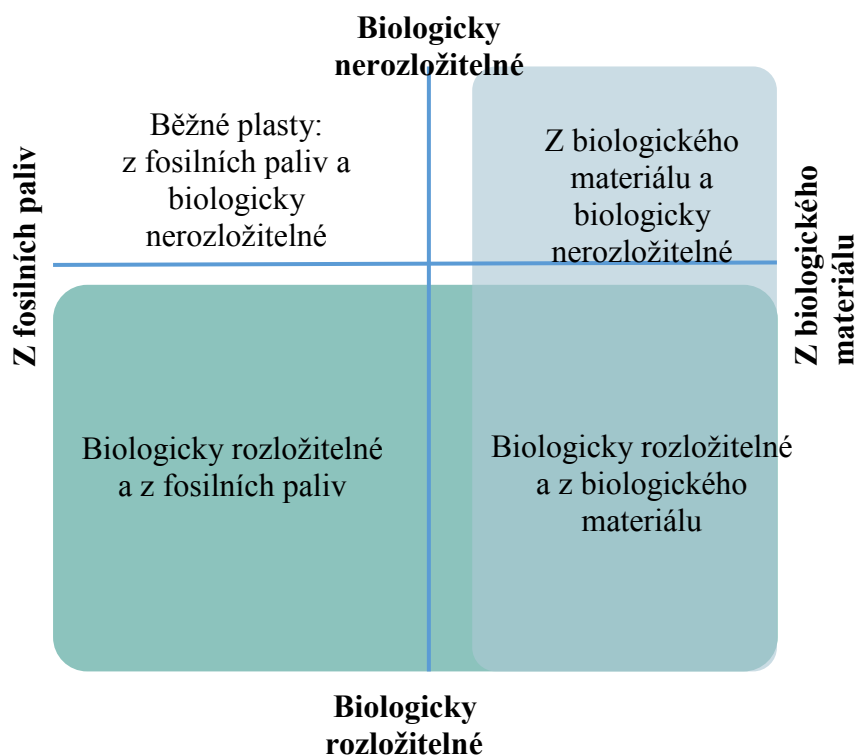 Biologicky
nerozložitelné
Běžné plasty:
z fosilních paliv a
biologicky
nerozložitelné
Z biologického
materiálu a
biologicky
nerozložitelné
Z fosilních paliv
Z biologického
materiálu
Biologicky rozložitelné
a z fosilních paliv
Biologicky rozložitelné
a z biologického
materiálu
Biologicky
rozložitelné